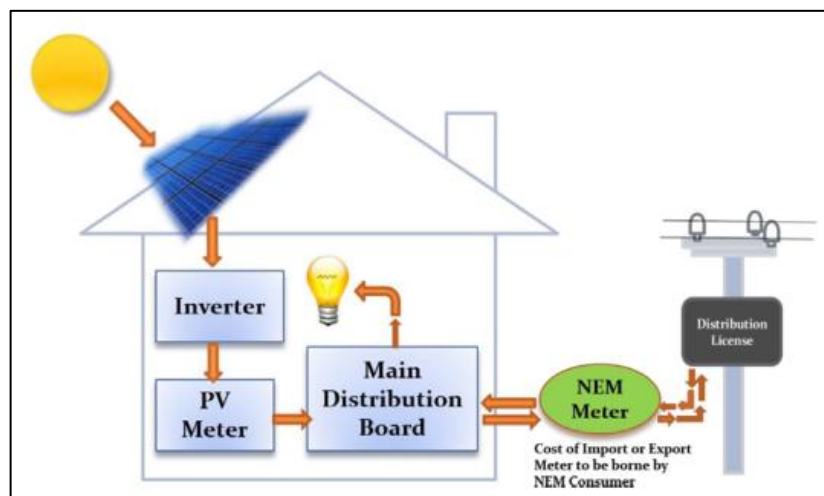 Inverter
PV
Meter
Main
Distribution
Board
NEM
Meter
Cost of Import or Export
Meter to be borne by
NEM Consumer
Distribution
License